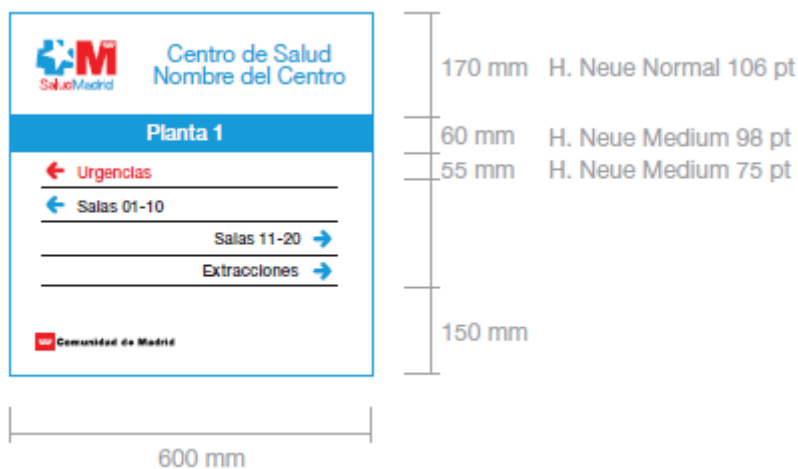 SaludMadrid
Centro de Salud
Nombre del Centro
Planta 1
Urgencias
Salas 01-10
Salas 11-20
Extracciones
Comunidad de Madrid
170 mm H. Neue Normal 106 pt
60 mm H. Neue Medium 98 pt
55 mm H. Neue Medium 75 pt
150 mm
600 mm